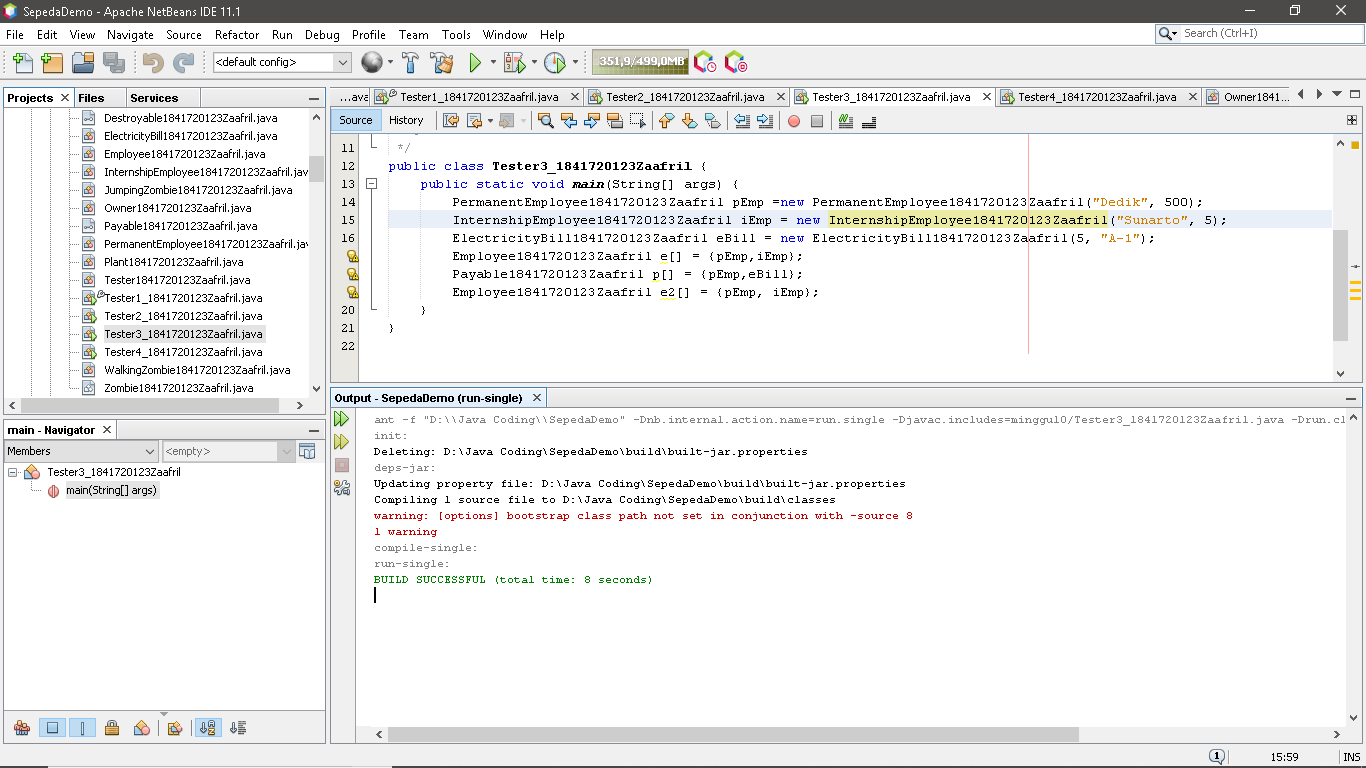 SepedaDemo - Apache NetBeans IDE 11.1
File Edit View Navigate Source Refactor Run Debug Profile Team Tools Window Help
Search (Ctrl+I)
<default config>
351,9/499,0MB
Projects Files Services
Destroyable1841720123Zaafril.java
ElectricityBill1841720123Zaafril.java
Employee1841720123Zaafril.java
InternshipEmployee1841720123Zaafril.jav
JumpingZombie1841720123Zaafril.java
Owner1841720123Zaafril.java
Payable1841720123Zaafril.java
PermanentEmployee1841720123Zaafril.jav
Plant1841720123Zaafril.java
Tester1841720123Zaafril.java
Tester1_1841720123Zaafril.java
Tester2_1841720123Zaafril.java
Tester3_1841720123Zaafril.java
Tester4_1841720123Zaafril.java
WalkingZombie1841720123Zaafril.java
Zombie1841720123Zaafril.java
main - Navigator
Members <empty>
Tester3_1841720123Zaafril
main(String[] args)
...ava Tester1_1841720123Zaafril.java Tester2_1841720123Zaafril.java Tester3_1841720123Zaafril.java Tester4_1841720123Zaafril.java Owner1841...
Source History
11 */
12 public class Tester3_1841720123Zaafril {
13 public static void main(String[] args) {
14 PermanentEmployee1841720123Zaafril pEmp =new PermanentEmployee1841720123Zaafril("Dedik", 500);
15 InternshipEmployee1841720123Zaafril iEmp = new InternshipEmployee1841720123Zaafril("Sunarto", 5);
16 ElectricityBill1841720123Zaafril eBill = new ElectricityBill1841720123Zaafril(5, "A-1");
Employee1841720123Zaafril e[] = {pEmp,iEmp};
Payable1841720123Zaafril p[] = {pEmp,eBill};
Employee1841720123Zaafril e2[] = {pEmp, iEmp};
20 }
21 }
22
Output - SepedaDemo (run-single)
ant -f "D:\\Java Coding\\SepedaDemo" -Dnb.internal.action.name=run.single -Djavac.includes=minggu10/Tester3_1841720123Zaafril.java -Drun.cl
init:
Deleting: D:\Java Coding\SepedaDemo\build\built-jar.properties
deps-jar:
Updating property file: D:\Java Coding\SepedaDemo\build\built-jar.properties
Compiling 1 source file to D:\Java Coding\SepedaDemo\build\classes
warning: [options] bootstrap class path not set in conjunction with -source 8
1 warning
compile-single:
run-single:
BUILD SUCCESSFUL (total time: 8 seconds)
1 15:59 INS